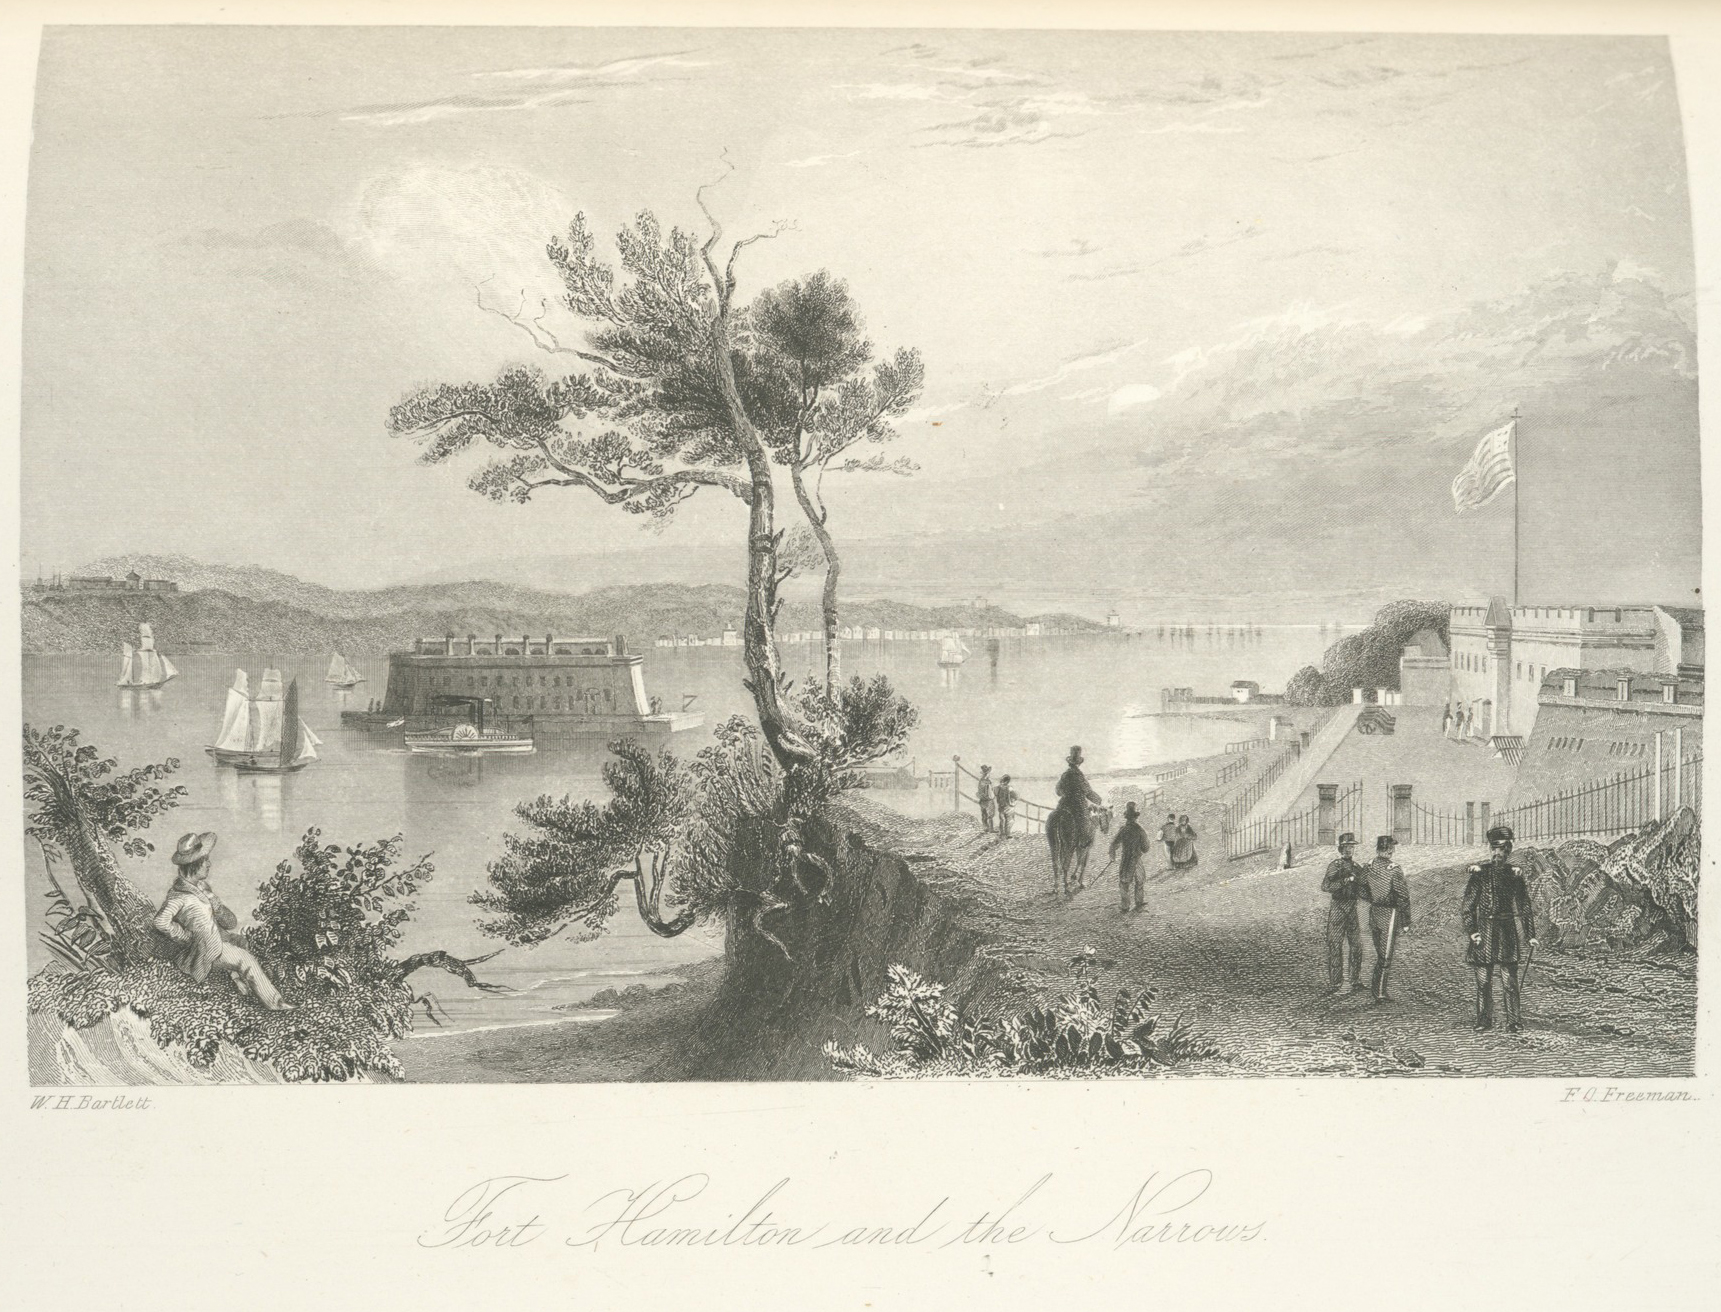 W. H. Bartlett.
F. O. Freeman.
Fort Hamilton and the Narrows.